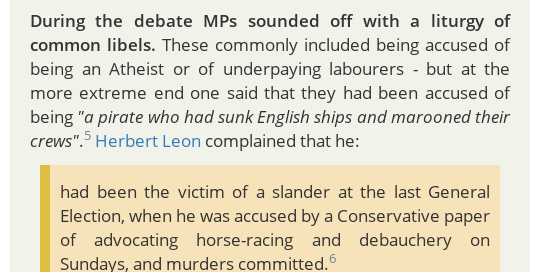 During the debate MPs sounded off with a liturgy of
common libels. These commonly included being accused of
being an Atheist or of underpaying labourers - but at the
more extreme end one said that they had been accused of
being "a pirate who had sunk English ships and marooned their
crews".5 Herbert Leon complained that he:
had been the victim of a slander at the last General
Election, when he was accused by a Conservative paper
of advocating horse-racing and debauchery on
Sundays, and murders committed.6